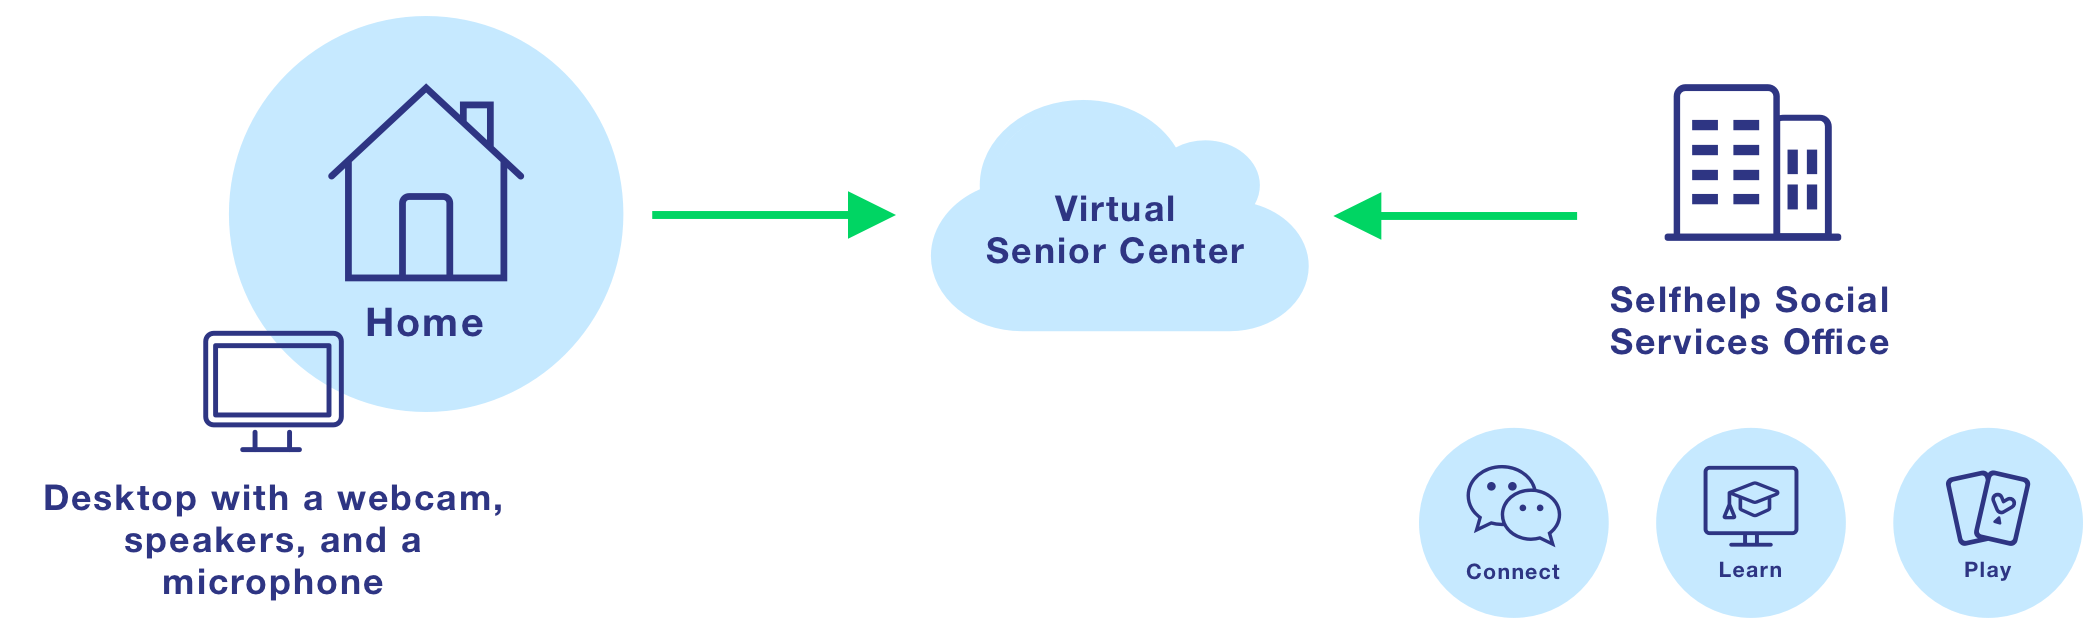 Home
Desktop with a webcam,
speakers, and a
microphone
Virtual
Senior Center
Selfhelp Social
Services Office
Connect
Learn
Play